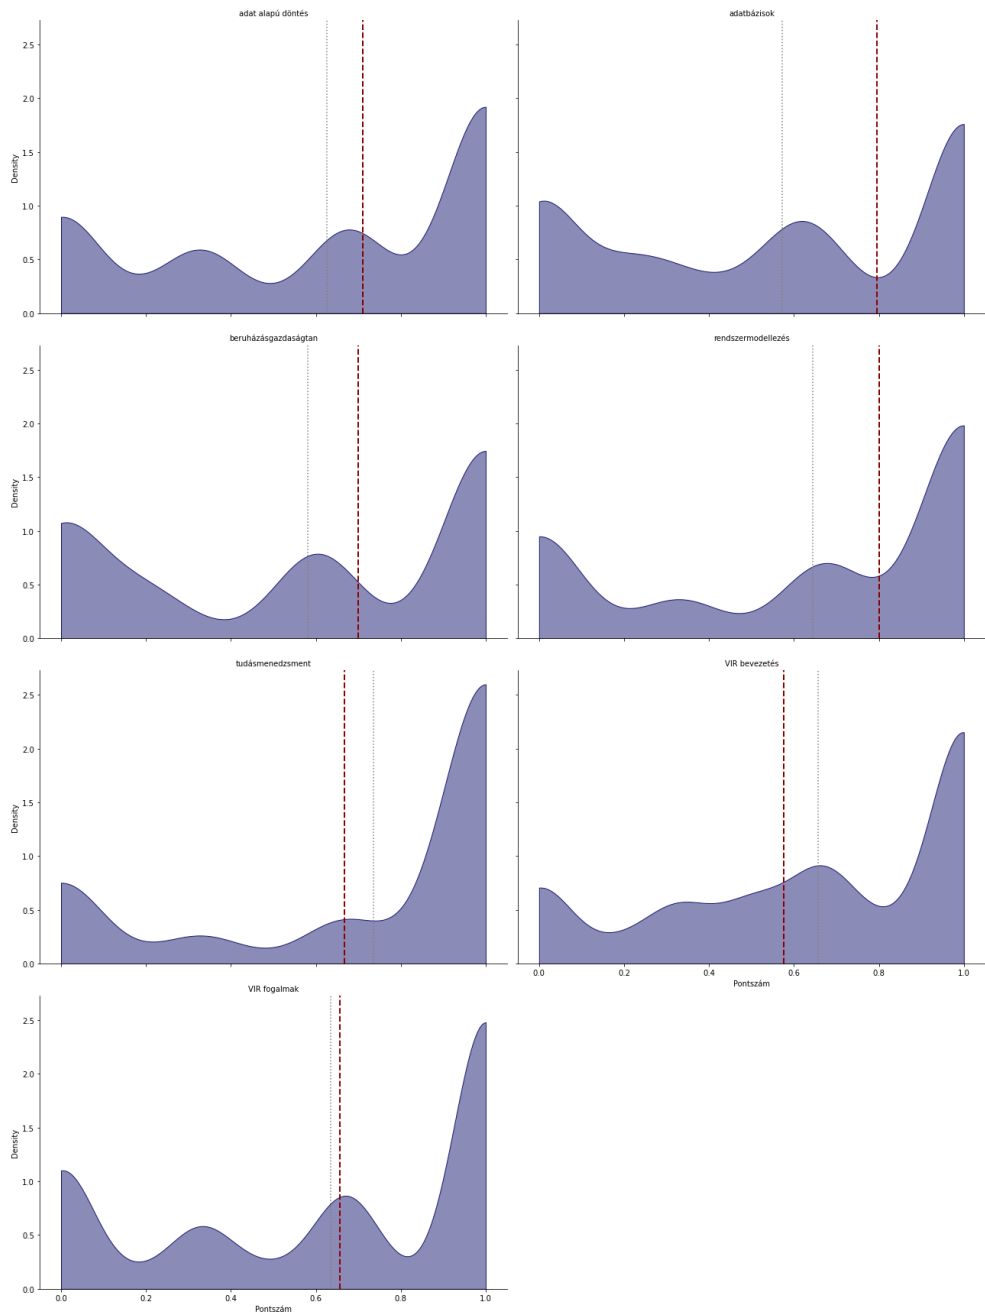 adat alapú döntés
adatbázisok
2.5
2.0
1.5
1.0
0.5
0.0
Density
beruházásgazdaságtan
rendszermodellezés
2.5
2.0
1.5
1.0
0.5
0.0
Density
tudásmenedzsment
VIR bevezetés
2.5
2.0
1.5
1.0
0.5
0.0
Density
0.0 0.2 0.4 0.6 0.8 1.0
Pontszám
VIR fogalmak
2.5
2.0
1.5
1.0
0.5
0.0
Density
0.0 0.2 0.4 0.6 0.8 1.0
Pontszám